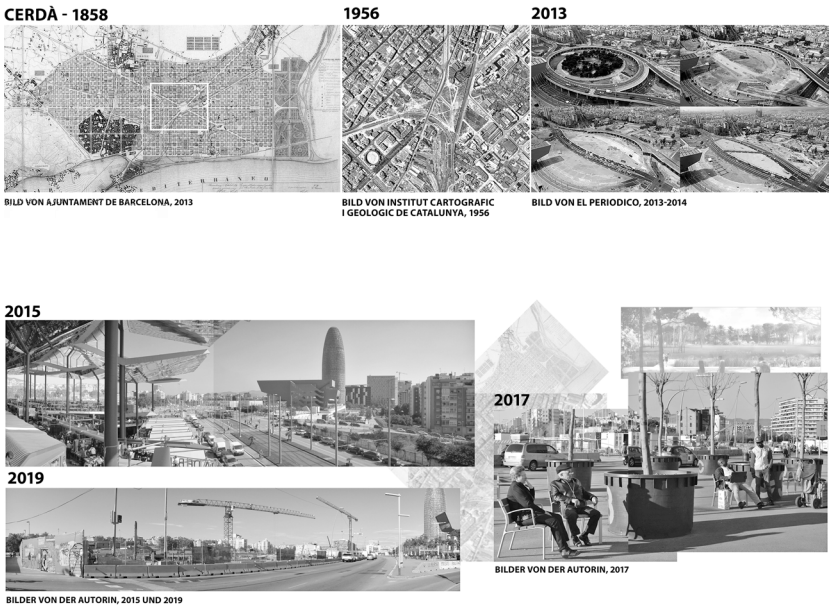 CERDÀ - 1858
1956
2013
BILD VON AJUNTAMENT DE BARCELONA, 2013
BILD VON INSTITUT CARTOGRAFIC
I GEOLOGIC DE CATALUNYA, 1956
BILD VON EL PERIODICO, 2013-2014
2015
2017
2019
BILDER VON DER AUTORIN, 2017
BILDER VON DER AUTORIN, 2015 UND 2019